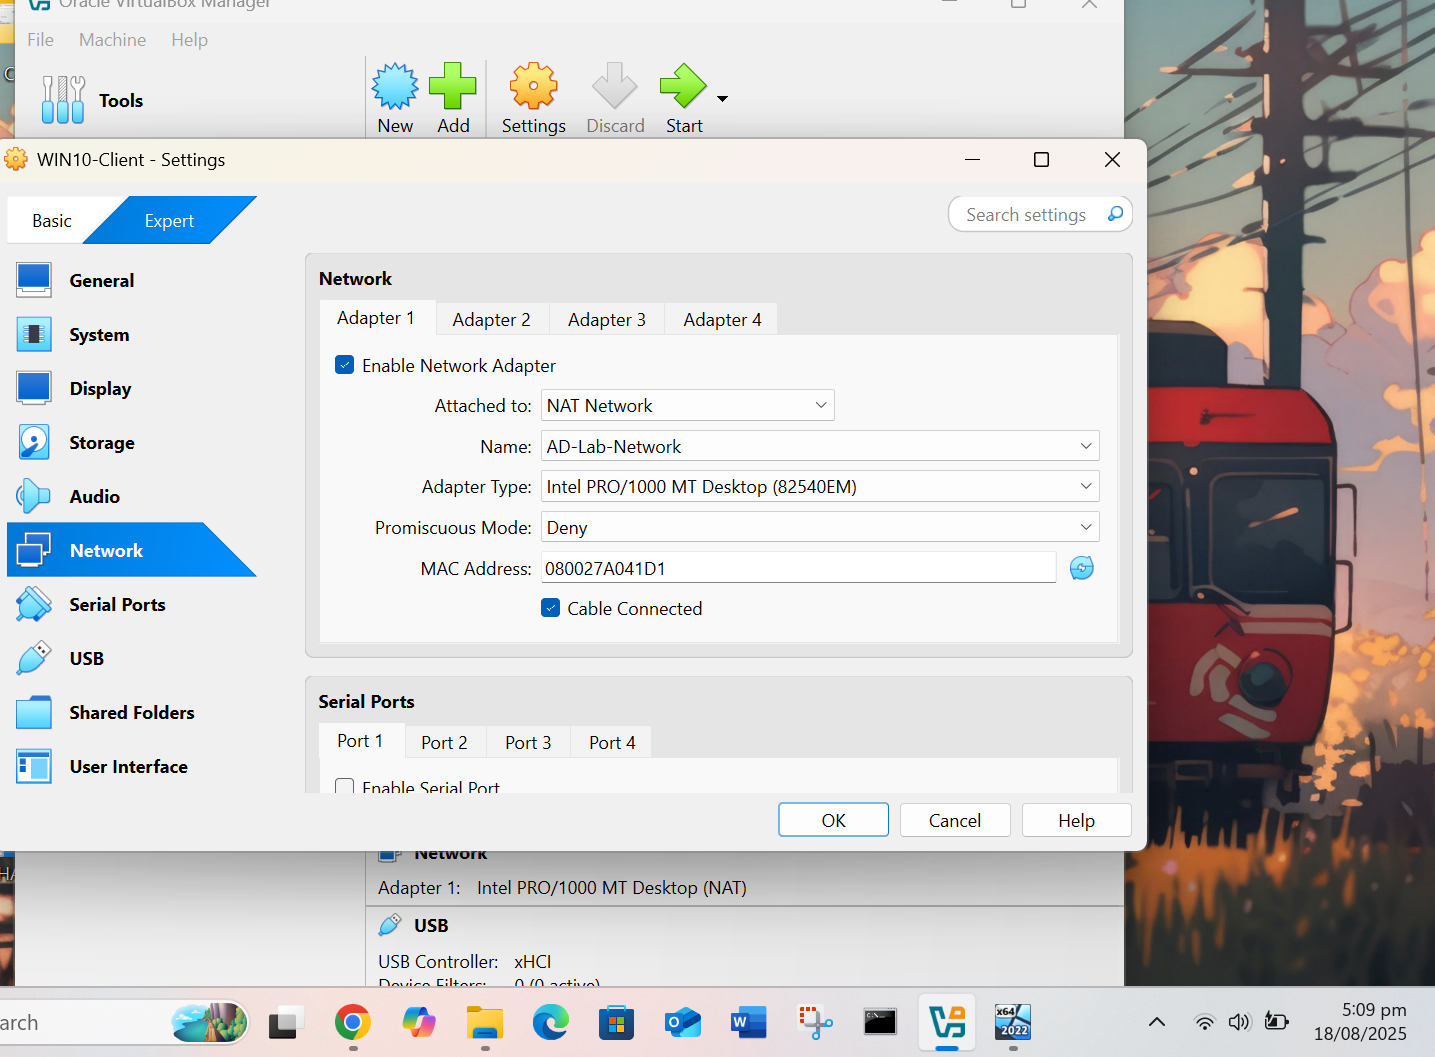 Oracle VirtualBox Manager
File Machine Help
Tools
New Add Settings Discard Start
WIN10-Client - Settings
Basic Expert
Search settings
General
System
Display
Storage
Audio
Network
Serial Ports
USB
Shared Folders
User Interface
Network
Adapter 1 Adapter 2 Adapter 3 Adapter 4
Enable Network Adapter
Attached to: NAT Network
Name: AD-Lab-Network
Adapter Type: Intel PRO/1000 MT Desktop (82540EM)
Promiscuous Mode: Deny
MAC Address: 080027A041D1
Cable Connected
Serial Ports
Port 1 Port 2 Port 3 Port 4
Enable Serial Port
OK Cancel Help
Network
Adapter 1: Intel PRO/1000 MT Desktop (NAT)
USB
USB Controller: xHCI
Device Filters: 0 (0 active)
arch
x64
2022
5:09 pm
18/08/2025